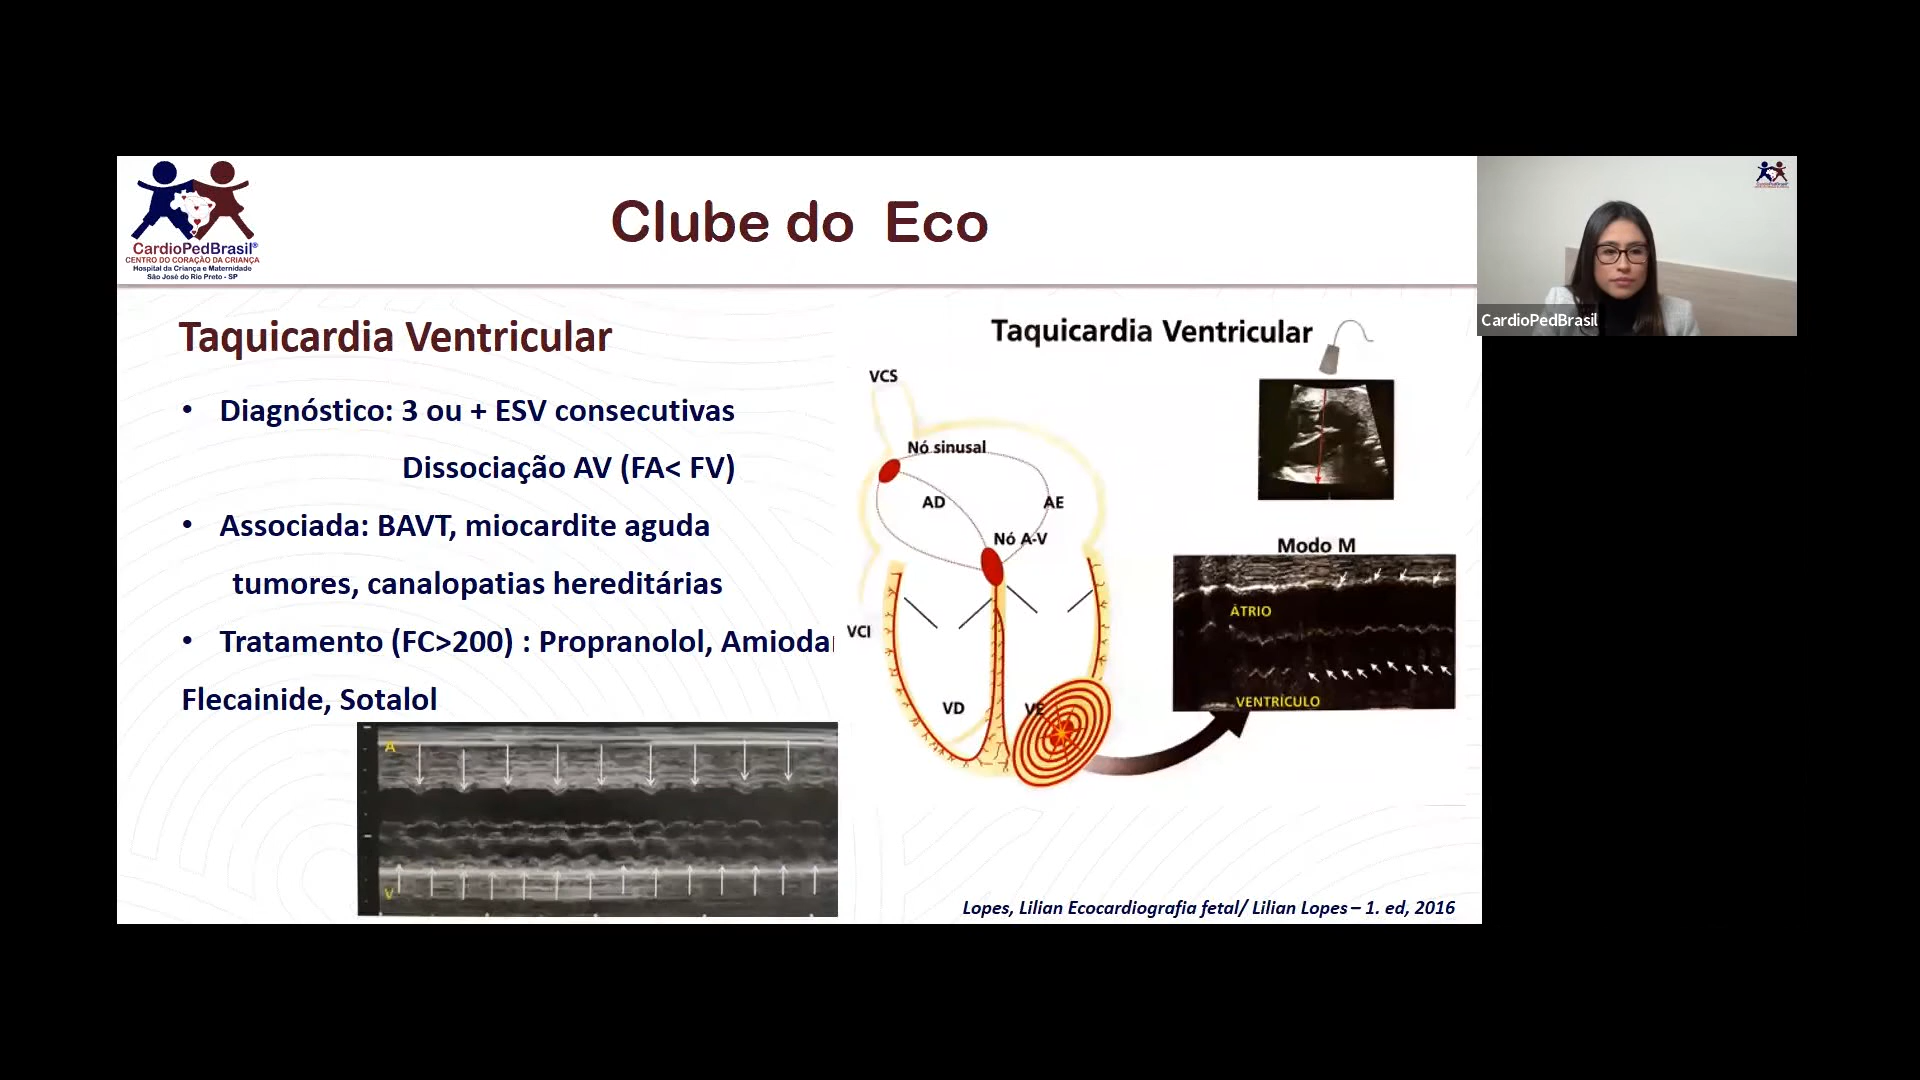 CardioPedBrasil®
CENTRO DO CORAÇÃO DA CRIANÇA
Hospital da Criança e Maternidade
São José do Rio Preto - SP
Clube do Eco
CardioPedBrasil
Taquicardia Ventricular
• Diagnóstico: 3 ou + ESV consecutivas
Dissociação AV (FA< FV)
• Associada: BAVT, miocardite aguda
tumores, canalopatias hereditárias
• Tratamento (FC>200) : Propranolol, Amiodar
Flecainide, Sotalol
A
V
Taquicardia Ventricular
VCS
Nó sinusal
AD
AE
Nó A-V
VCI
VD
VE
Modo M
ÁTRIO
VENTRÍCULO
Lopes, Lilian Ecocardiografia fetal/ Lilian Lopes – 1. ed, 2016